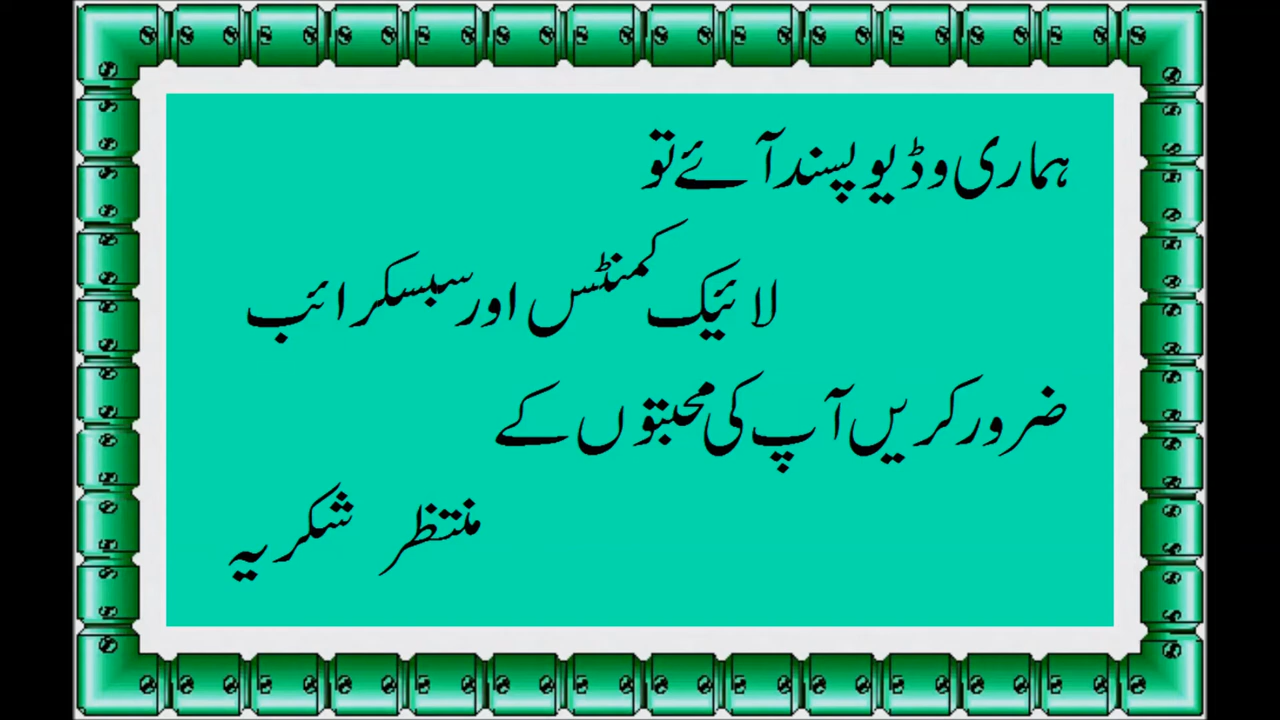 ہماری وڈیو پسند آئے تو
لائیک کمنٹس اور سبسکرائب
ضرور کریں آپ کی محبتوں کے
منتظر شکریہ